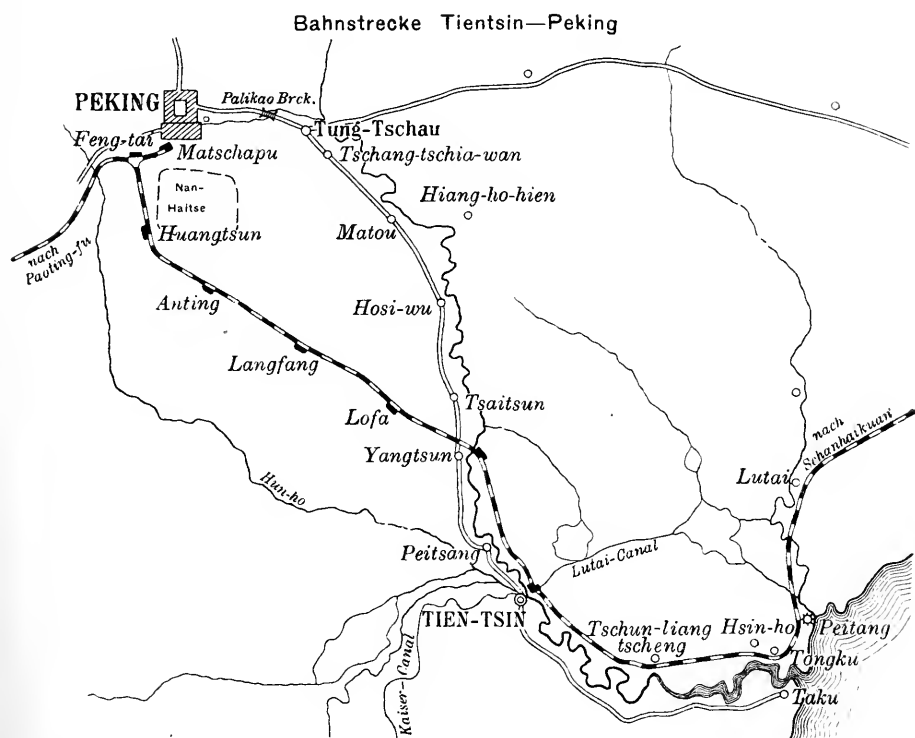 Bahnstrecke Tientsin—Peking
PEKING
Palikao Brck.
Tung-Tschau
Feng-tai
Matschapu
Tschang-tschia-wan
Nan-
Haitse
Hiang-ho-hien
Huangtsun
Matou
nach
Paoting-fu
Anting
Hosi-wu
Langfang
Lofa
Tsaitsun
Yangtsun
nach
Schanhaikuan
Lutai
Hun-ho
Peitsang
Lutai-Canal
TIEN-TSIN
Tschun-liang
tscheng
Hsin-ho
Peitang
Tongku
Kaiser-Canal
Taku